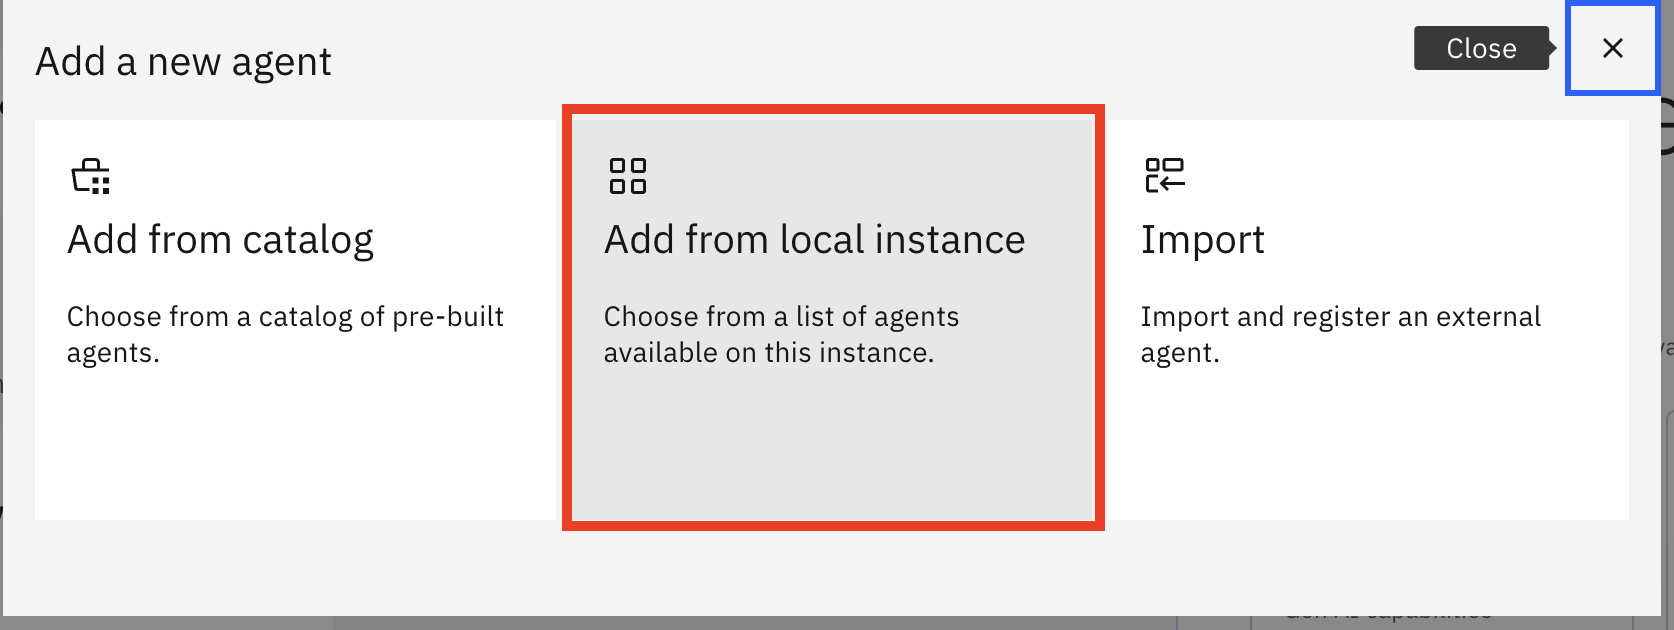 Add a new agent
Close
Add from catalog
Choose from a catalog of pre-built
agents.
Add from local instance
Choose from a list of agents
available on this instance.
Import
Import and register an external
agent.